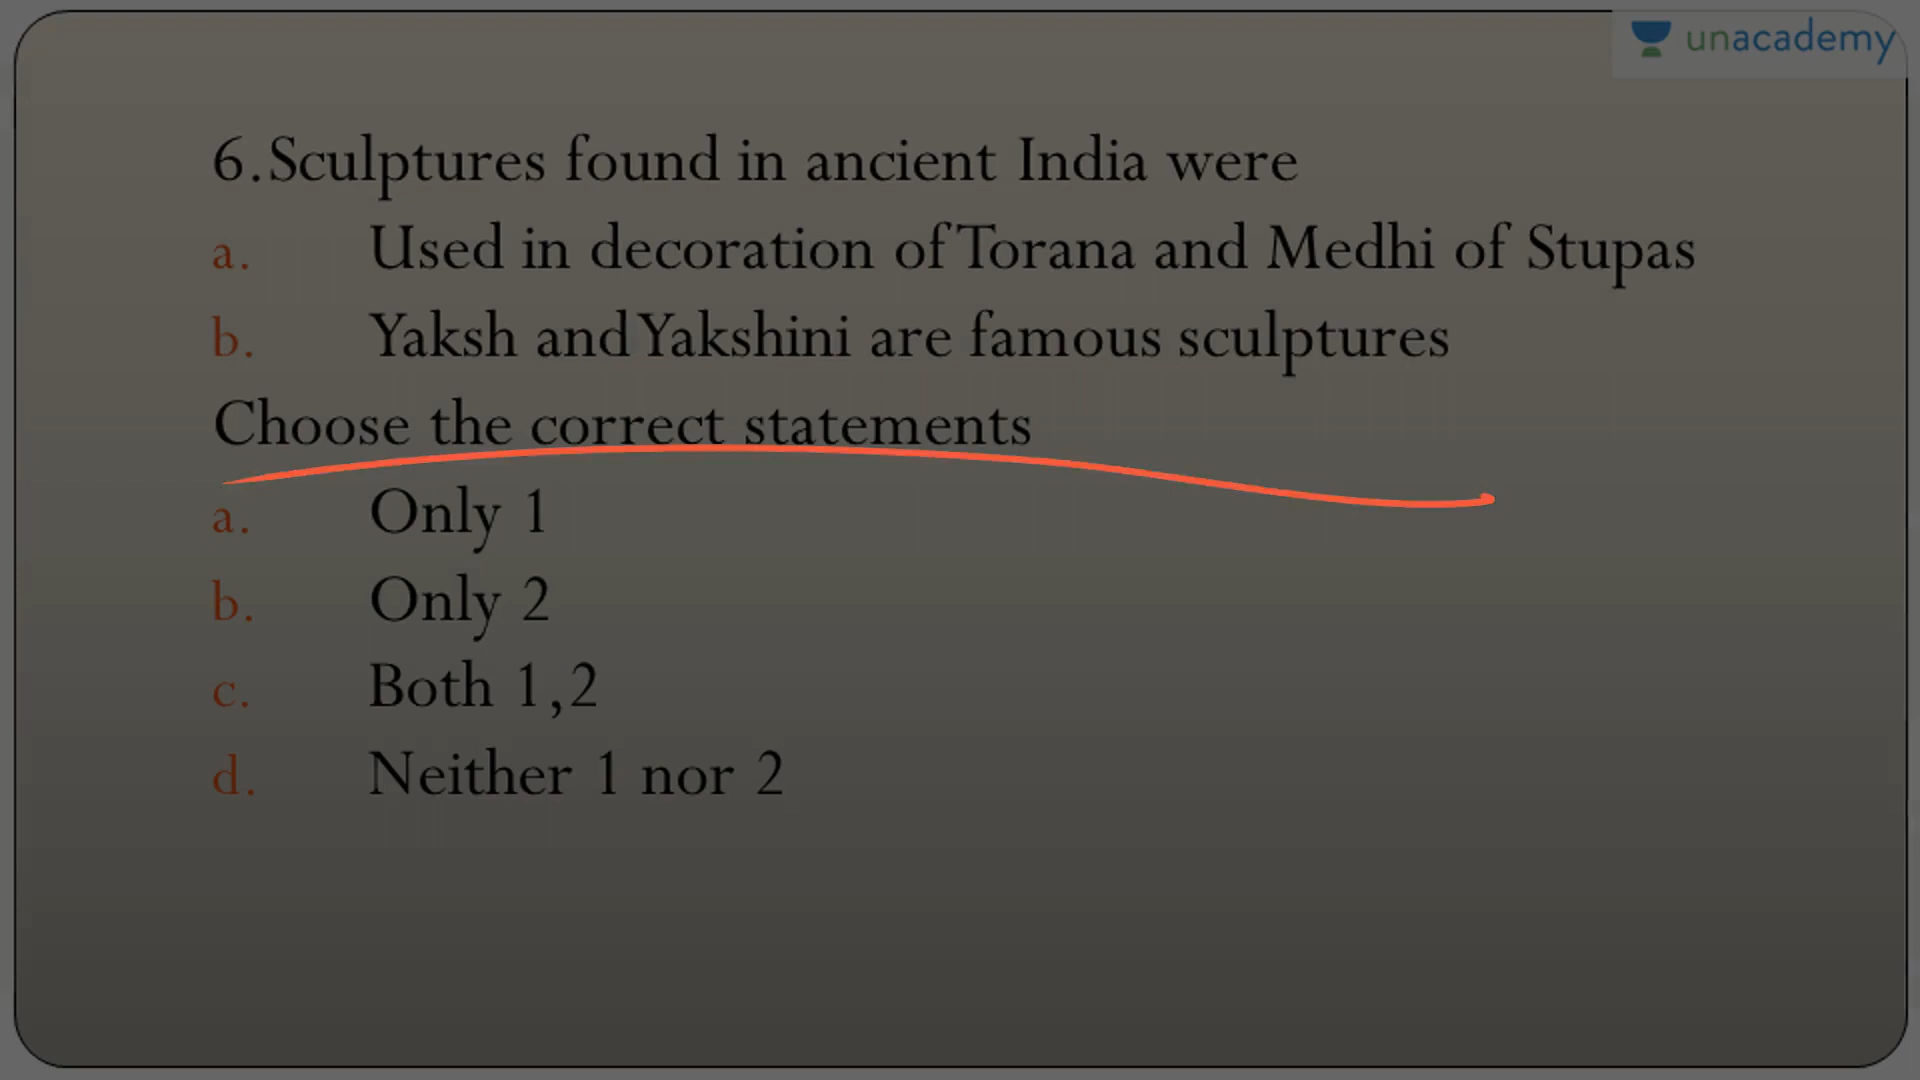 unacademy
6.Sculptures found in ancient India were
a. Used in decoration of Torana and Medhi of Stupas
b. Yaksh and Yakshini are famous sculptures
Choose the correct statements
a. Only 1
b. Only 2
c. Both 1,2
d. Neither 1 nor 2